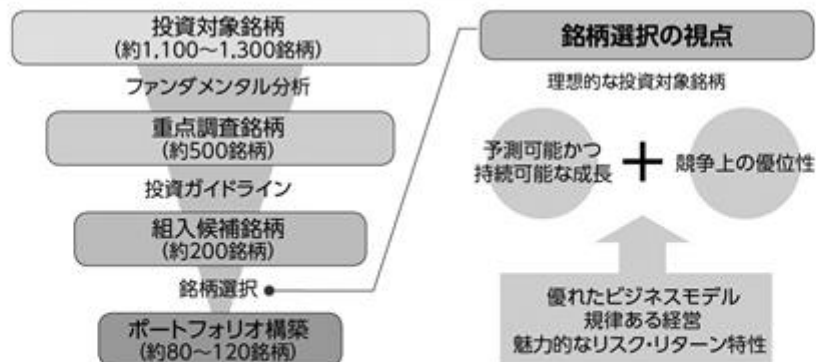 投資対象銘柄
(約1,100～1,300銘柄)
ファンダメンタル分析
重点調査銘柄
(約500銘柄)
投資ガイドライン
組入候補銘柄
(約200銘柄)
銘柄選択
ポートフォリオ構築
(約80～120銘柄)
銘柄選択の視点
理想的な投資対象銘柄
予測可能かつ
持続可能な成長
+
競争上の優位性
優れたビジネスモデル
規律ある経営
魅力的なリスク・リターン特性